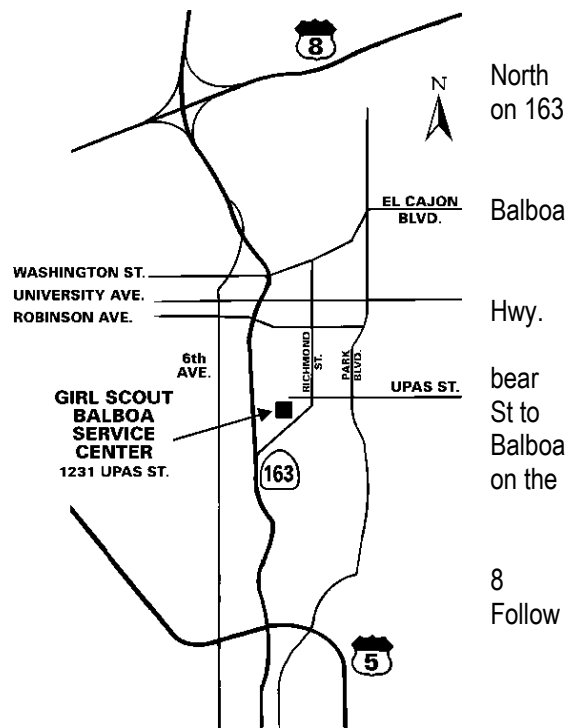 8
N
EL CAJON
BLVD.
WASHINGTON ST.
UNIVERSITY AVE.
ROBINSON AVE.
6th
AVE.
RICHMOND
ST.
PARK
BLVD.
UPAS ST.
GIRL SCOUT
BALBOA
SERVICE
CENTER
1231 UPAS ST.
163
5
North
on 163
Balboa
Hwy.
bear
St to
Balboa
on the
8
Follow